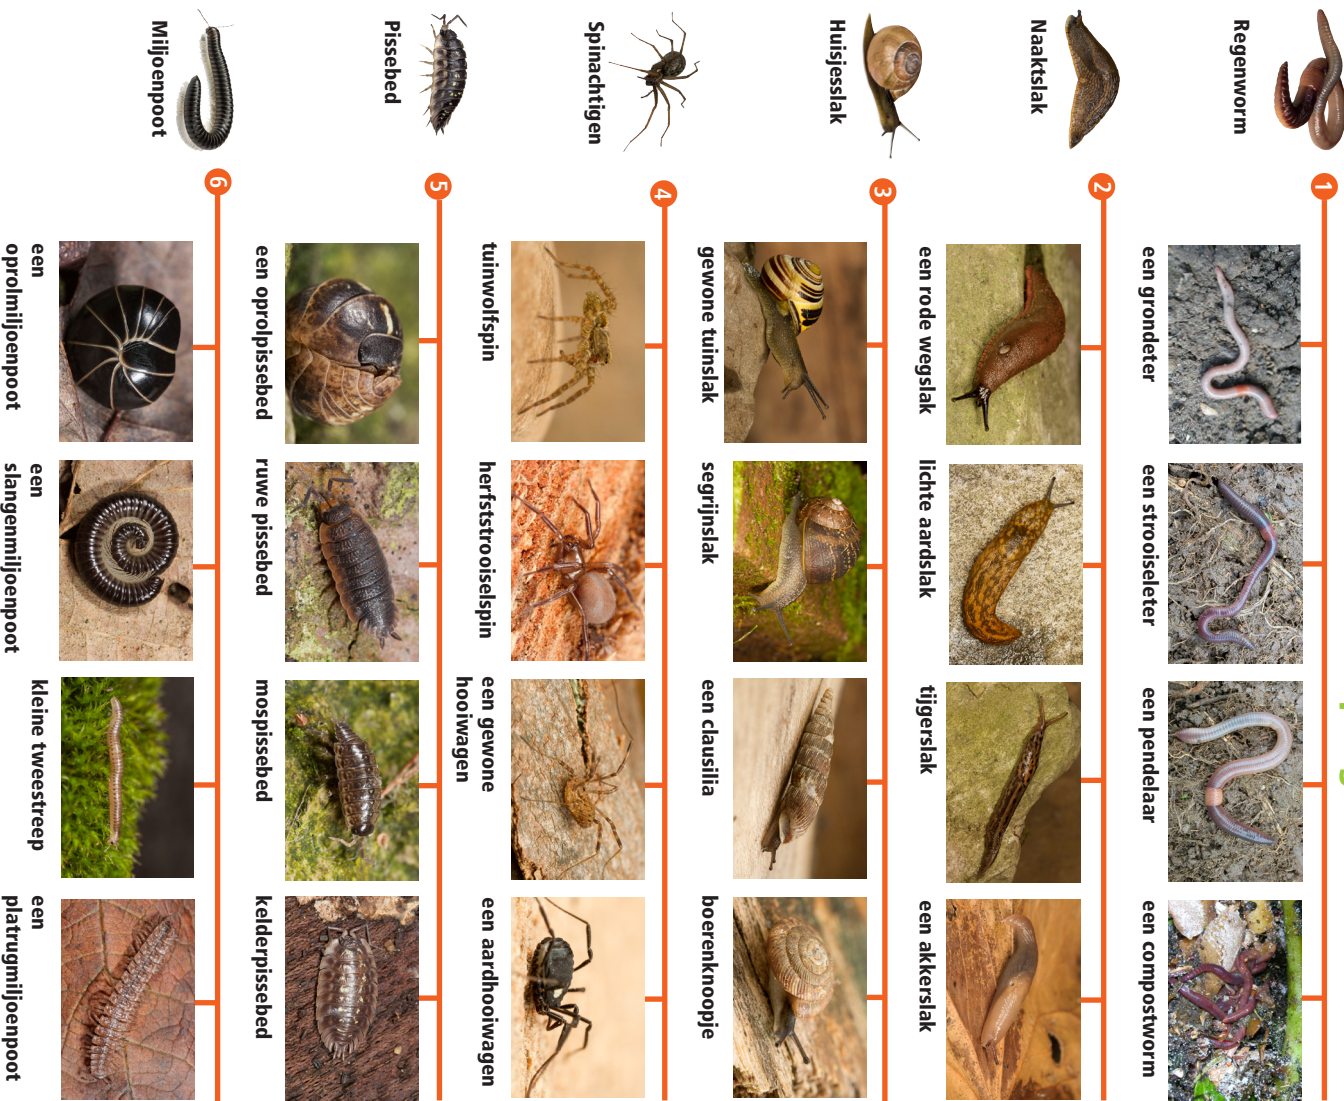 Regenworm
1
een grondeter
een strooiseleter
een pendelaar
een compostworm
Naaktslak
2
een rode wegslak
lichte aardslak
tijgerslak
een akkerslak
Huisjesslak
3
gewone tuinslak
segrijnslak
een clausilia
boerenknoopje
Spinachtigen
4
tuinwolfspin
herfststrooiselspin
een gewone
hooiwagen
een aardhooiwagen
Pissebed
5
een oprolpissebed
ruwe pissebed
mospissebed
kelderpissebed
Miljoenpoot
6
een
oprolmiljoenpoot
een
slangenmiljoenpoot
kleine tweestreep
een
platrugmiljoenpoot